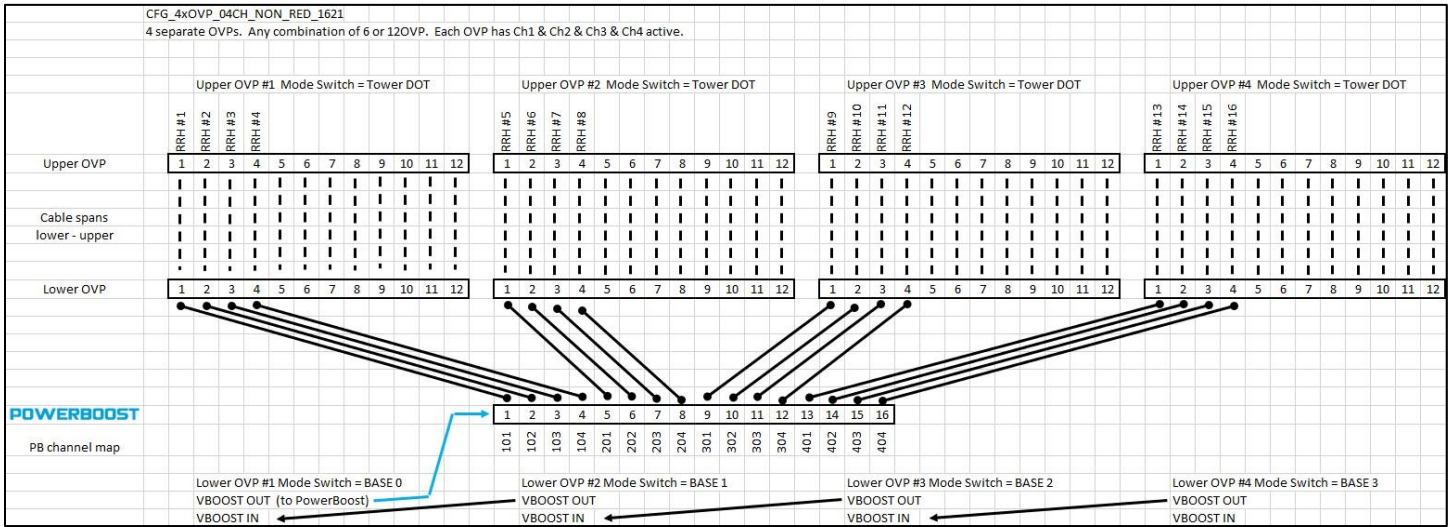 CFG_4xOVP_04CH_NON_RED_1621
4 separate OVPs. Any combination of 6 or 12OVP. Each OVP has Ch1 & Ch2 & Ch3 & Ch4 active.
Upper OVP #1 Mode Switch = Tower DOT
Upper OVP #2 Mode Switch = Tower DOT
Upper OVP #3 Mode Switch = Tower DOT
Upper OVP #4 Mode Switch = Tower DOT
RRH #1 RRH #2 RRH #3 RRH #4 RRH #5 RRH #6 RRH #7 RRH #8 RRH #9 RRH #10 RRH #11 RRH #12 RRH #13 RRH #14 RRH #15 RRH #16
Upper OVP 1 2 3 4 5 6 7 8 9 10 11 12 1 2 3 4 5 6 7 8 9 10 11 12 1 2 3 4 5 6 7 8 9 10 11 12 1 2 3 4 5 6 7 8 9 10 11 12
Cable spans
lower - upper
Lower OVP 1 2 3 4 5 6 7 8 9 10 11 12 1 2 3 4 5 6 7 8 9 10 11 12 1 2 3 4 5 6 7 8 9 10 11 12 1 2 3 4 5 6 7 8 9 10 11 12
POWERBOOST 1 2 3 4 5 6 7 8 9 10 11 12 13 14 15 16
PB channel map 101 102 103 104 201 202 203 204 301 302 303 304 401 402 403 404
Lower OVP #1 Mode Switch = BASE 0
VBOOST OUT (to PowerBoost)
VBOOST IN
Lower OVP #2 Mode Switch = BASE 1
VBOOST OUT
VBOOST IN
Lower OVP #3 Mode Switch = BASE 2
VBOOST OUT
VBOOST IN
Lower OVP #4 Mode Switch = BASE 3
VBOOST OUT
VBOOST IN